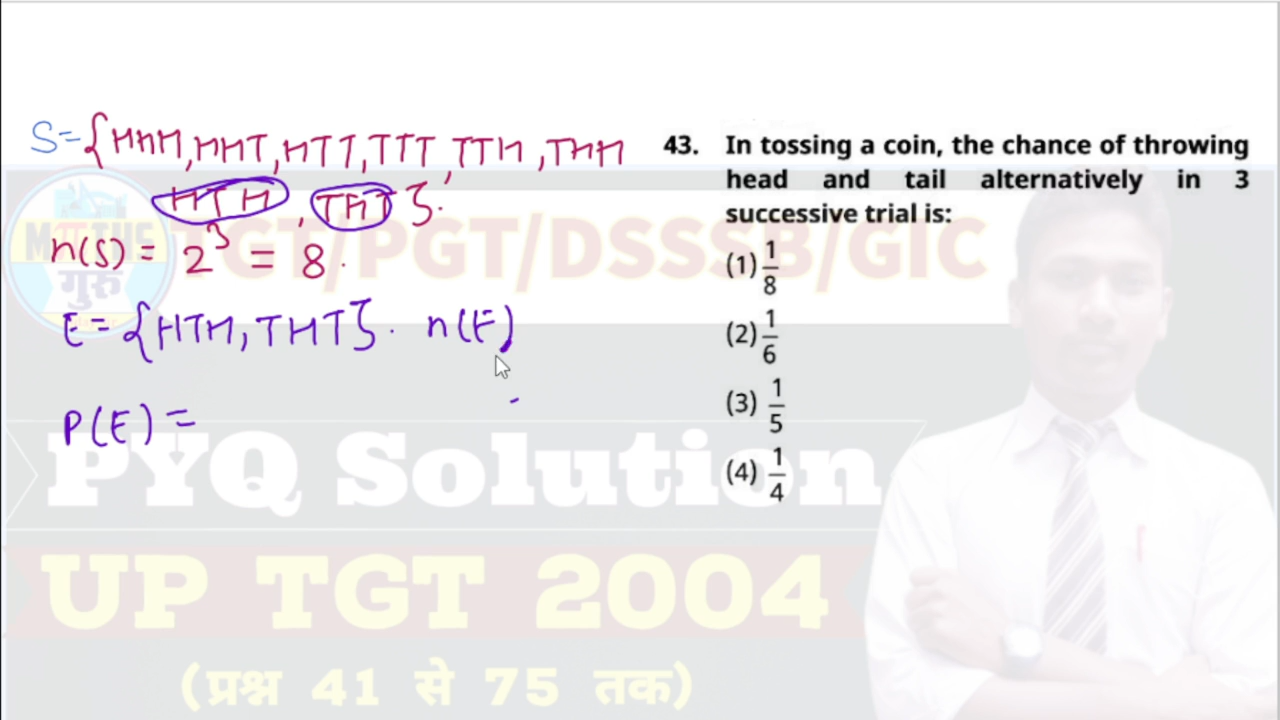 S={HHH,HHT,HTT,TTT,TTH,THH
HTH,THT}.
n(S)=2³=8.
E={HTH,THT}. n(E)
P(E)=
43. In tossing a coin, the chance of throwing
head and tail alternatively in 3
successive trial is:
(1) 1/8
(2) 1/6
(3) 1/5
(4) 1/4
TGT/PGT/DSSSB/GIC
गुरु
PYQ Solution
UP TGT 2004
(प्रश्न 41 से 75 तक)